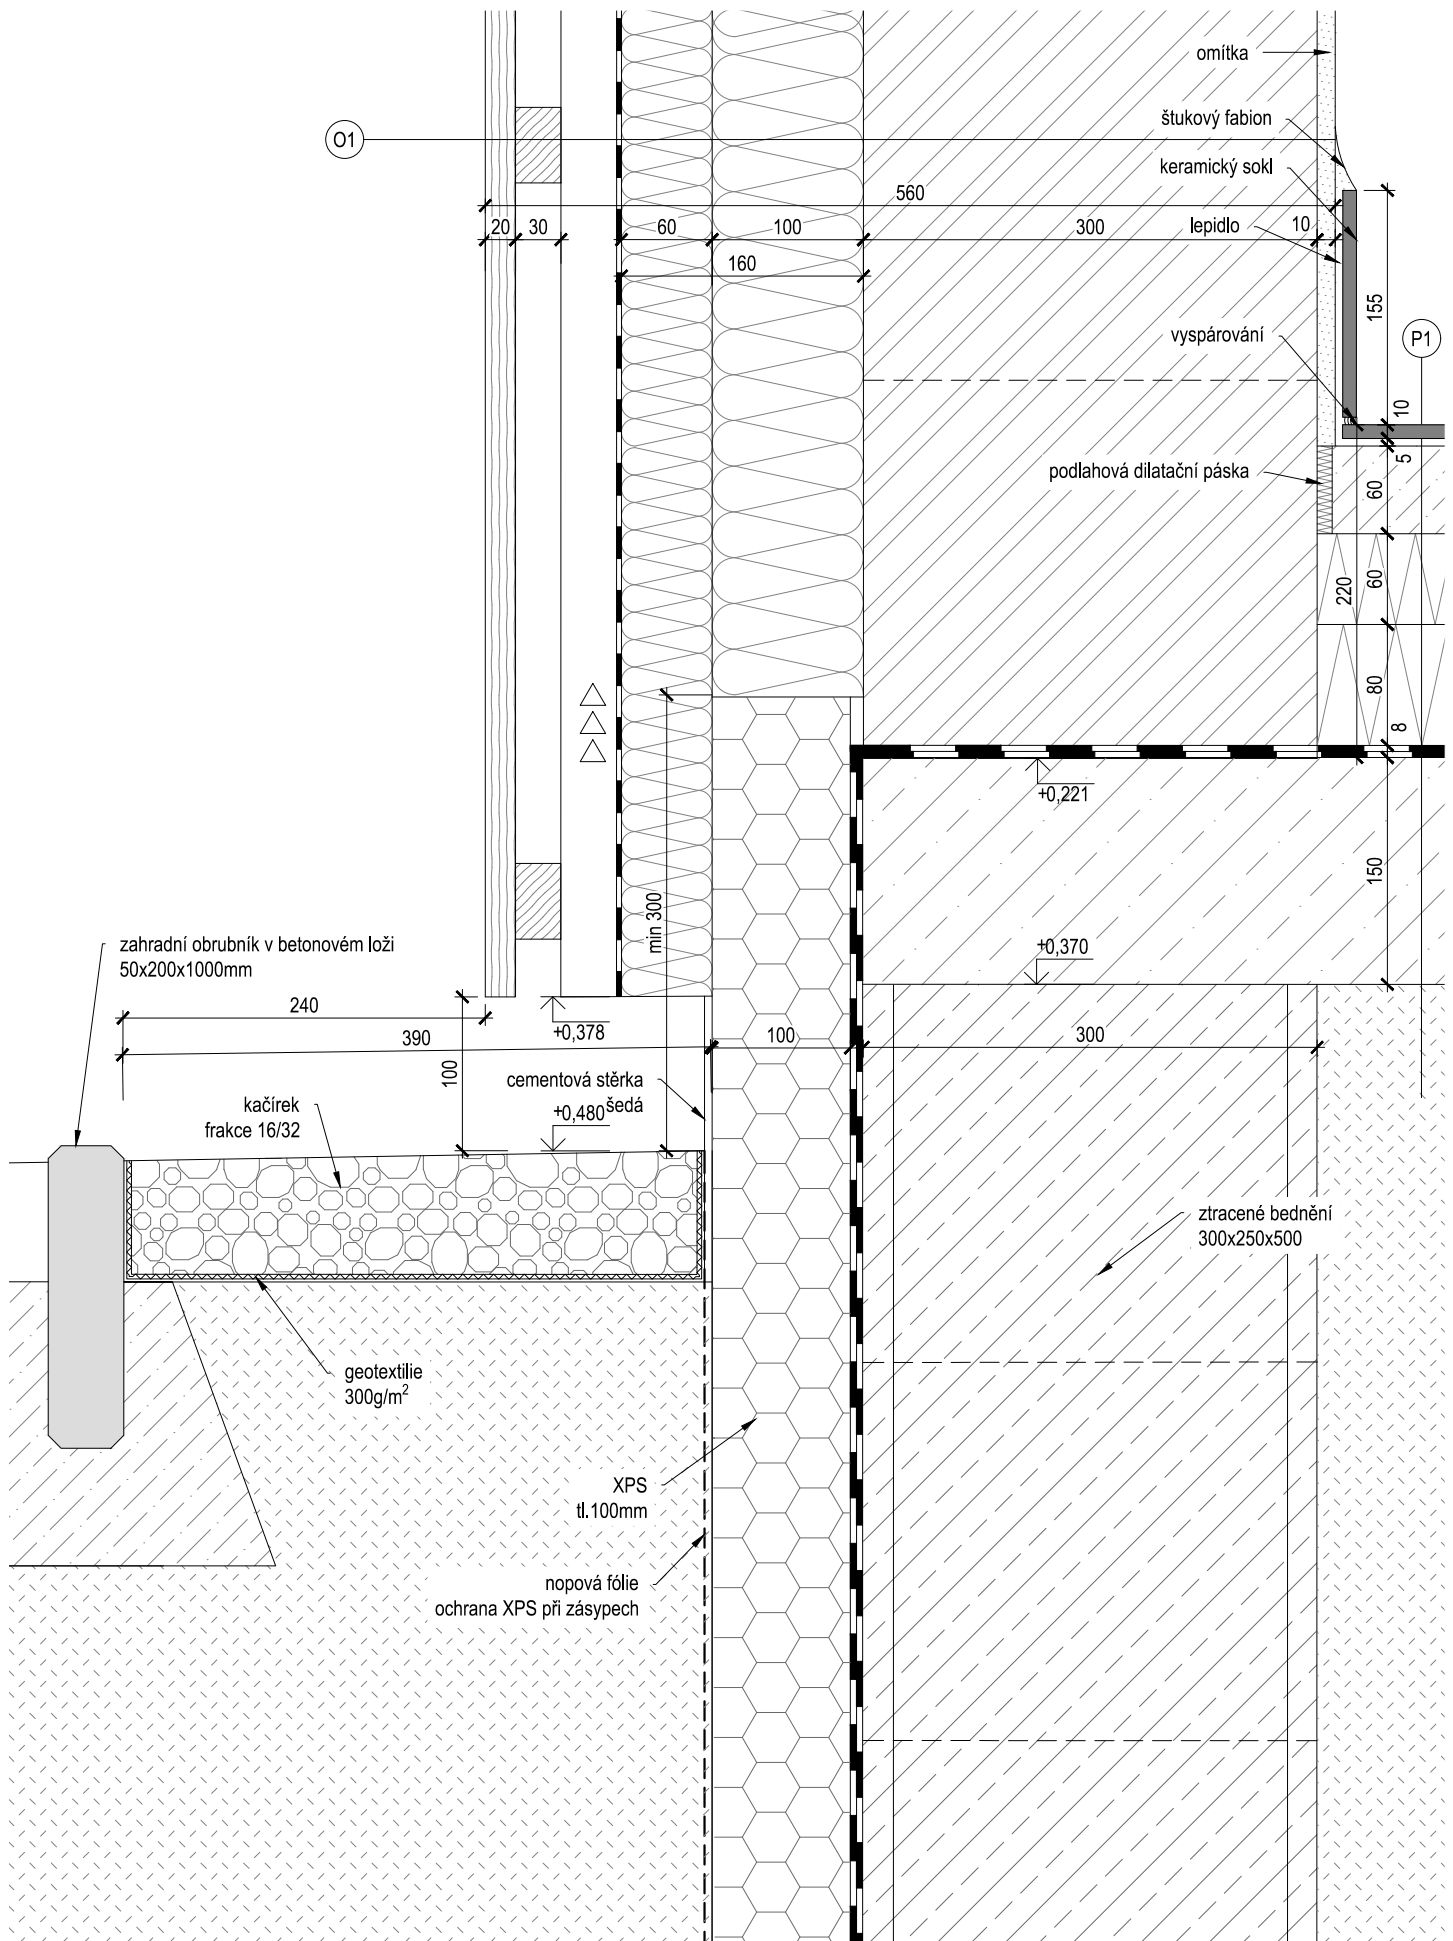 omítka
štukový fabion
O1
keramický sokl
560
20
30
60
100
300
10
lepidlo
160
155
P1
vyspárování
10
5
podlahová dilatační páska
60
60
220
80
8
+0,221
150
min 300
zahradní obrubník v betonovém loži
50x200x1000mm
+0,370
240
+0,378
390
100
300
100
cementová stěrka
šedá
kačírek
frakce 16/32
+0,480
ztracené bednění
300x250x500
geotextilie
300g/m²
XPS
tl.100mm
nopová fólie
ochrana XPS při zásypech